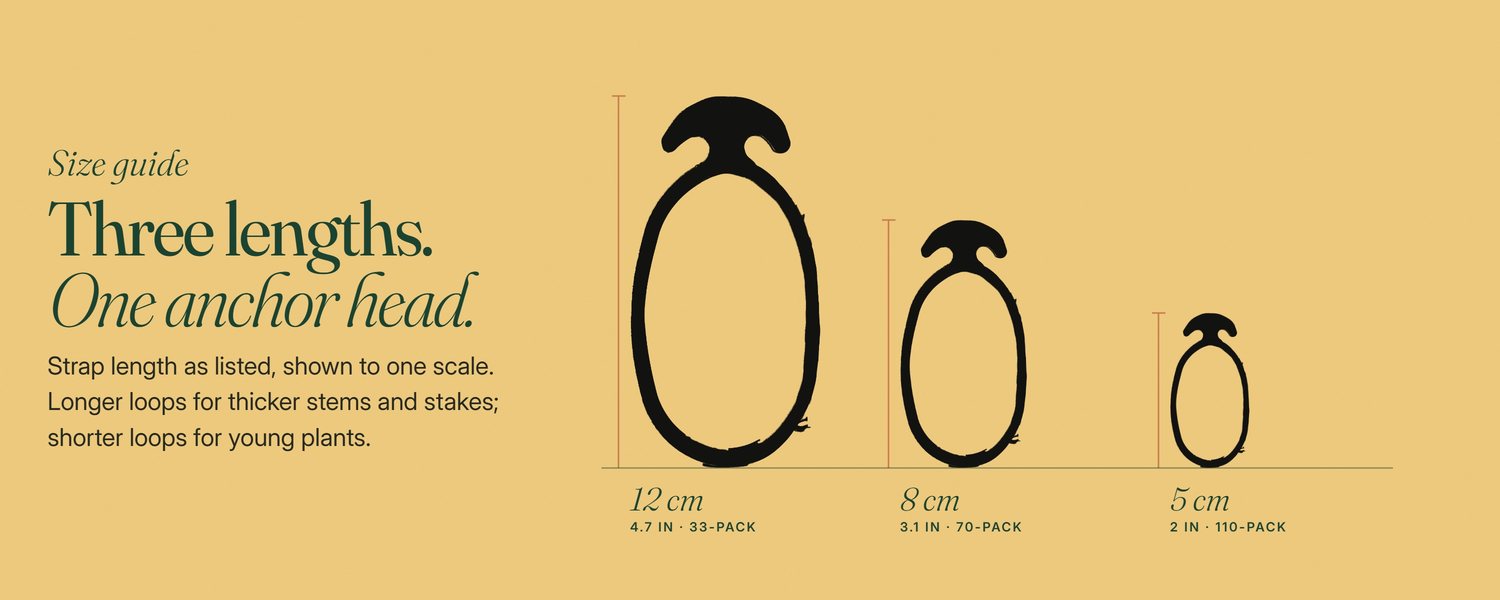 Size guide
Three lengths.
One anchor head.
Strap length as listed, shown to one scale.
Longer loops for thicker stems and stakes;
shorter loops for young plants.
12 cm
4.7 IN · 33-PACK
8 cm
3.1 IN · 70-PACK
5 cm
2 IN · 110-PACK